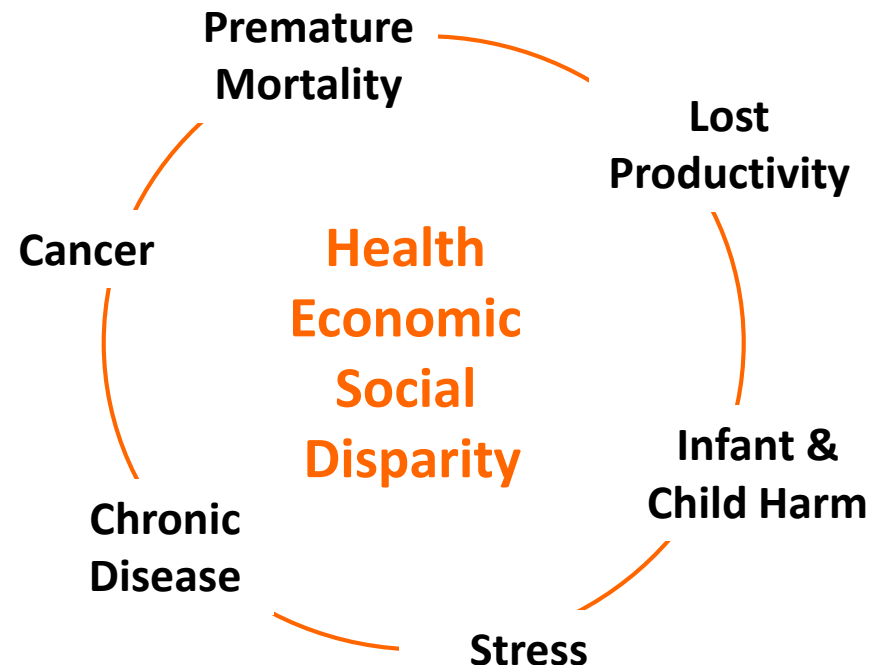 Premature
Mortality
Lost
Productivity
Cancer
Health
Economic
Social
Disparity
Infant &
Child Harm
Chronic
Disease
Stress